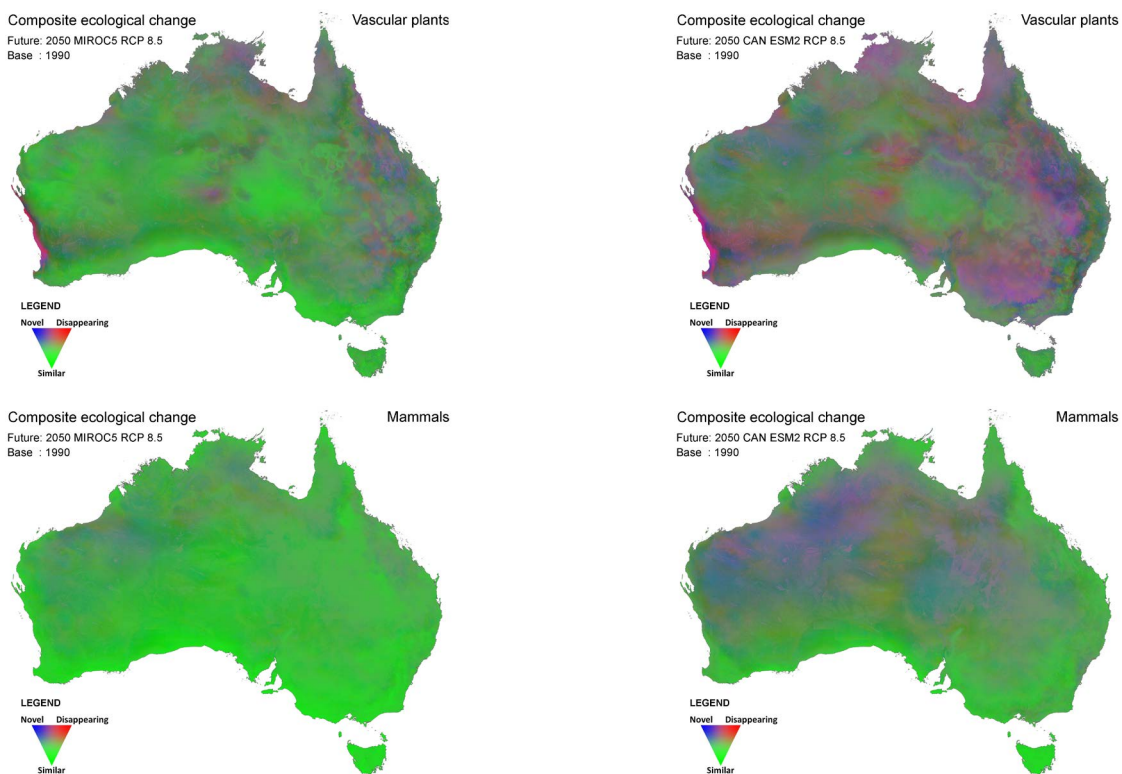 Composite ecological change Vascular plants
Future: 2050 MIROC5 RCP 8.5
Base : 1990
LEGEND
Novel Disappearing
Similar
Composite ecological change Vascular plants
Future: 2050 CAN ESM2 RCP 8.5
Base : 1990
LEGEND
Novel Disappearing
Similar
Composite ecological change Mammals
Future: 2050 MIROC5 RCP 8.5
Base : 1990
LEGEND
Novel Disappearing
Similar
Composite ecological change Mammals
Future: 2050 CAN ESM2 RCP 8.5
Base : 1990
LEGEND
Novel Disappearing
Similar